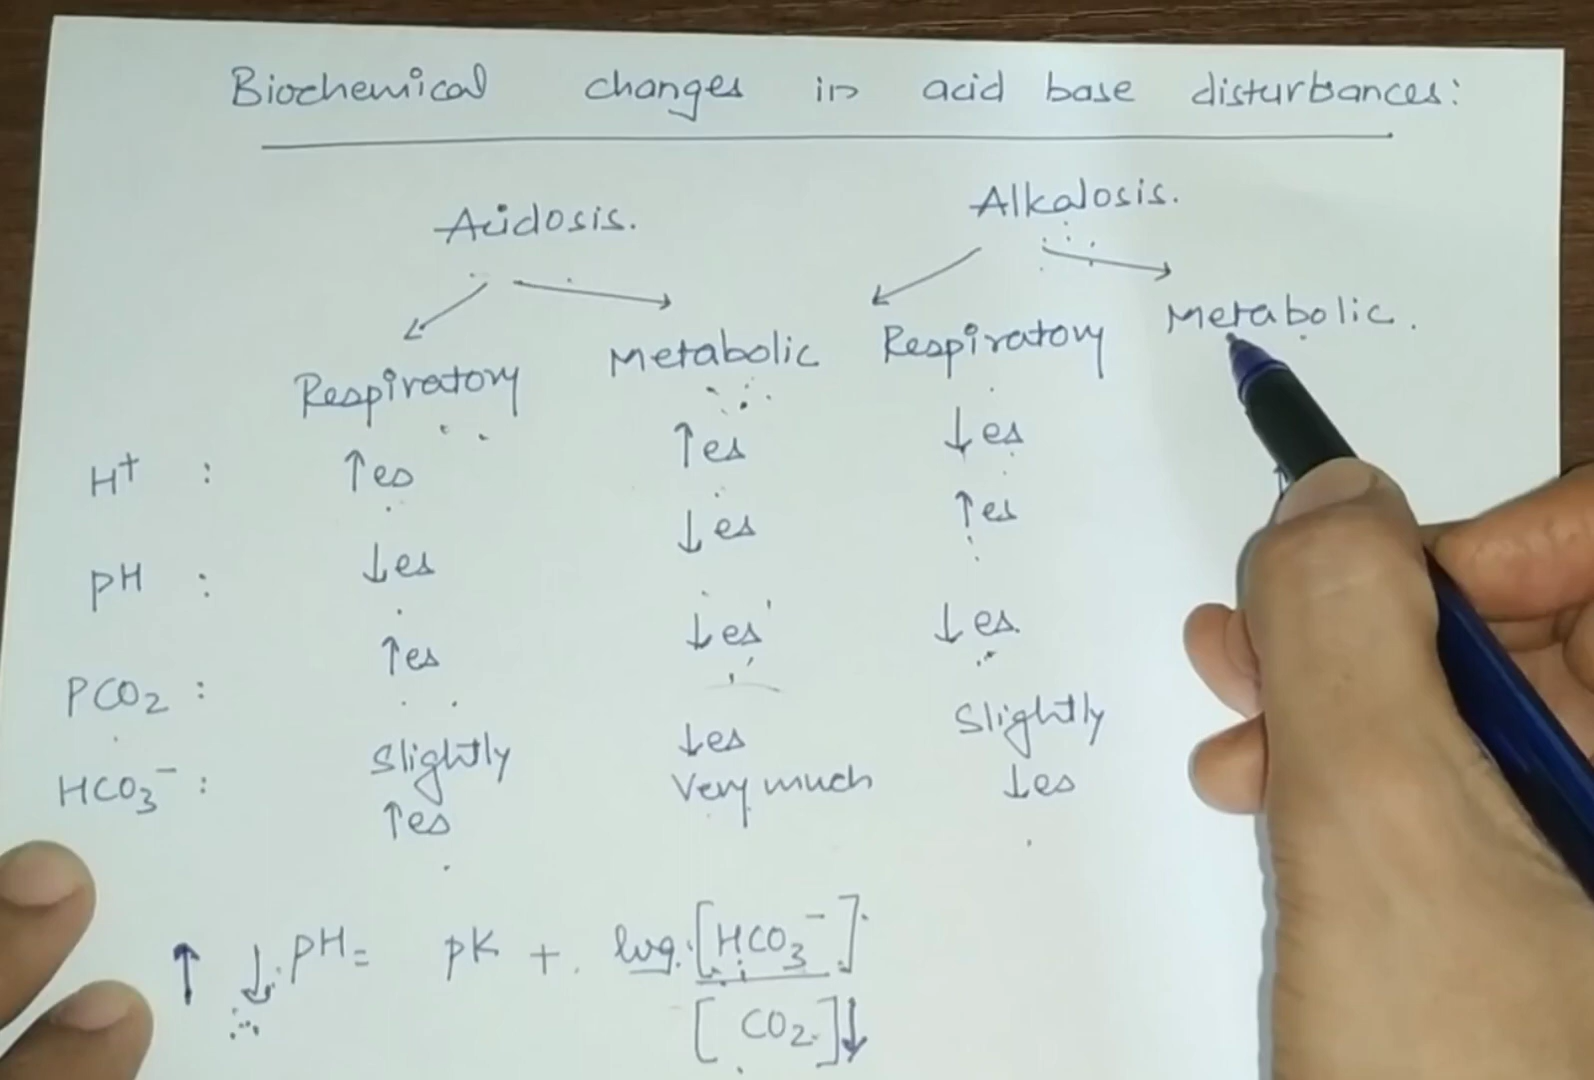 Biochemical changes in acid base disturbances:
Acidosis. Alkalosis.
Respiratory Metabolic Respiratory Metabolic.
H+ : ↑es ↑es ↓es
pH : ↓es ↓es ↑es
PCO2 : ↑es ↓es ↓es.
HCO3- : Slightly ↓es Slightly
↑es Very much ↓es
↑ ↓ pH = pK + log. [HCO3-]
[CO2] ↓